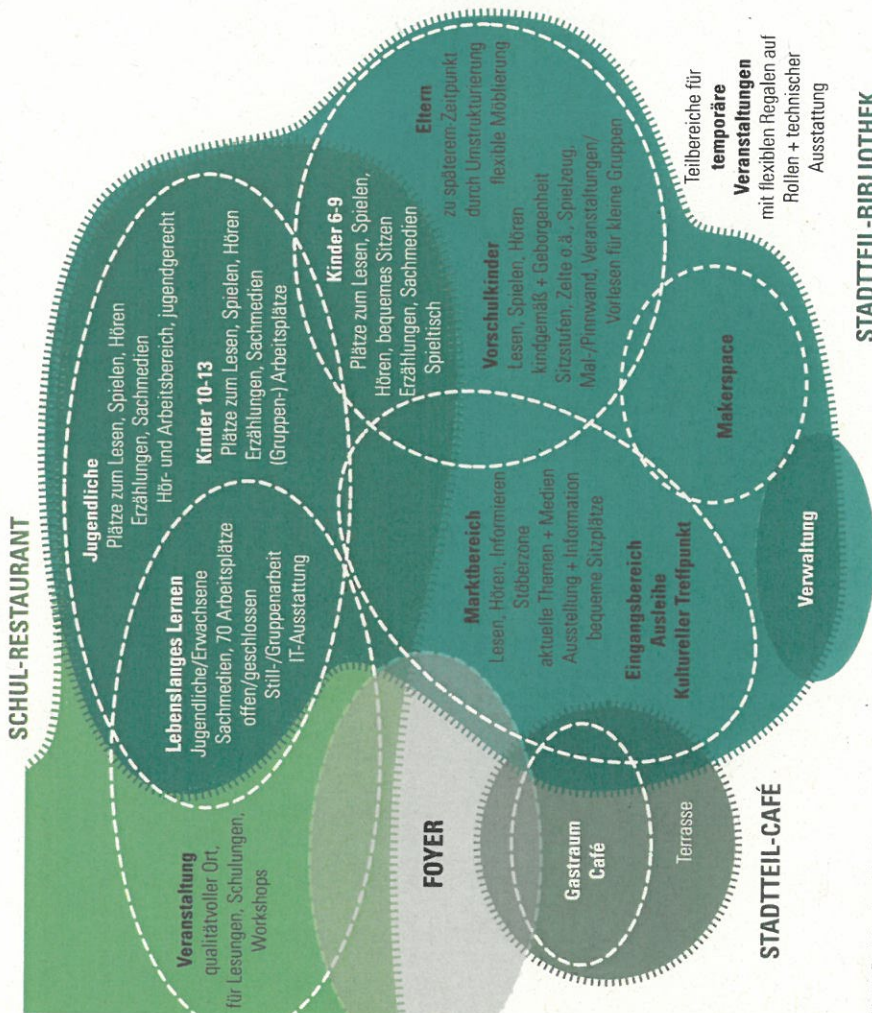 SCHUL-RESTAURANT
Jugendliche
Plätze zum Lesen, Spielen, Hören
Erzählungen, Sachmedien
Hör- und Arbeitsbereich, jugendgerecht
Kinder 10-13
Plätze zum Lesen, Spielen, Hören
Erzählungen, Sachmedien
(Gruppen-) Arbeitsplätze
Lebenslanges Lernen
Jugendliche/Erwachsene
Sachmedien, 70 Arbeitsplätze
offen/geschlossen
Still-/Gruppenarbeit
IT-Ausstattung
Veranstaltung
qualitätvoller Ort,
für Lesungen, Schulungen,
Workshops
Kinder 6-9
Plätze zum Lesen, Spielen,
Hören, bequemes Sitzen
Erzählungen, Sachmedien
Spieltisch
Eltern
zu späterem Zeitpunkt
durch Umstrukturierung
flexible Möblierung
Vorschulkinder
Lesen, Spielen, Hören
kindgemäß + Geborgenheit
Sitzstufen, Zelte o.ä., Spielzeug,
Mal-/Pinnwand, Veranstaltungen/
Vorlesen für kleine Gruppen
Marktbereich
Lesen, Hören, Informieren
Stöberzone
aktuelle Themen + Medien
Ausstellung + Information
bequeme Sitzplätze
Eingangsbereich
Ausleihe
Kultureller Treffpunkt
FOYER
Gastraum
Café
Terrasse
STADTTEIL-CAFÉ
Makerspace
Verwaltung
Teilbereiche für
temporäre
Veranstaltungen
mit flexiblen Regalen auf
Rollen + technischer
Ausstattung
STADTTEIL-BIBLIOTHEK